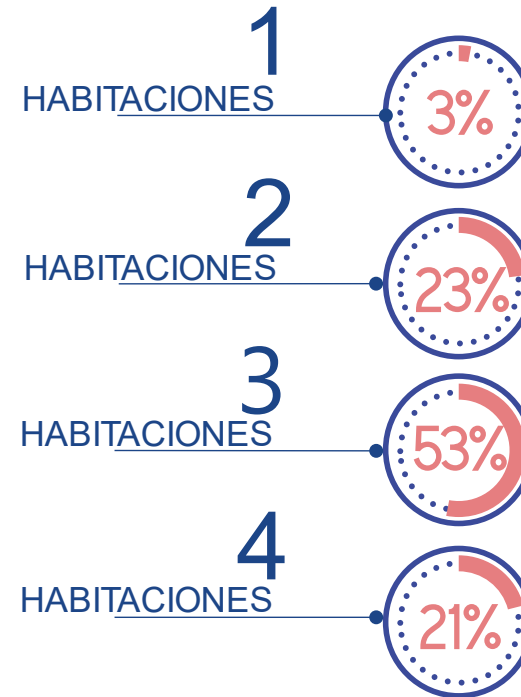 1
HABITACIONES
3%
2
HABITACIONES
23%
3
HABITACIONES
53%
4
HABITACIONES
21%